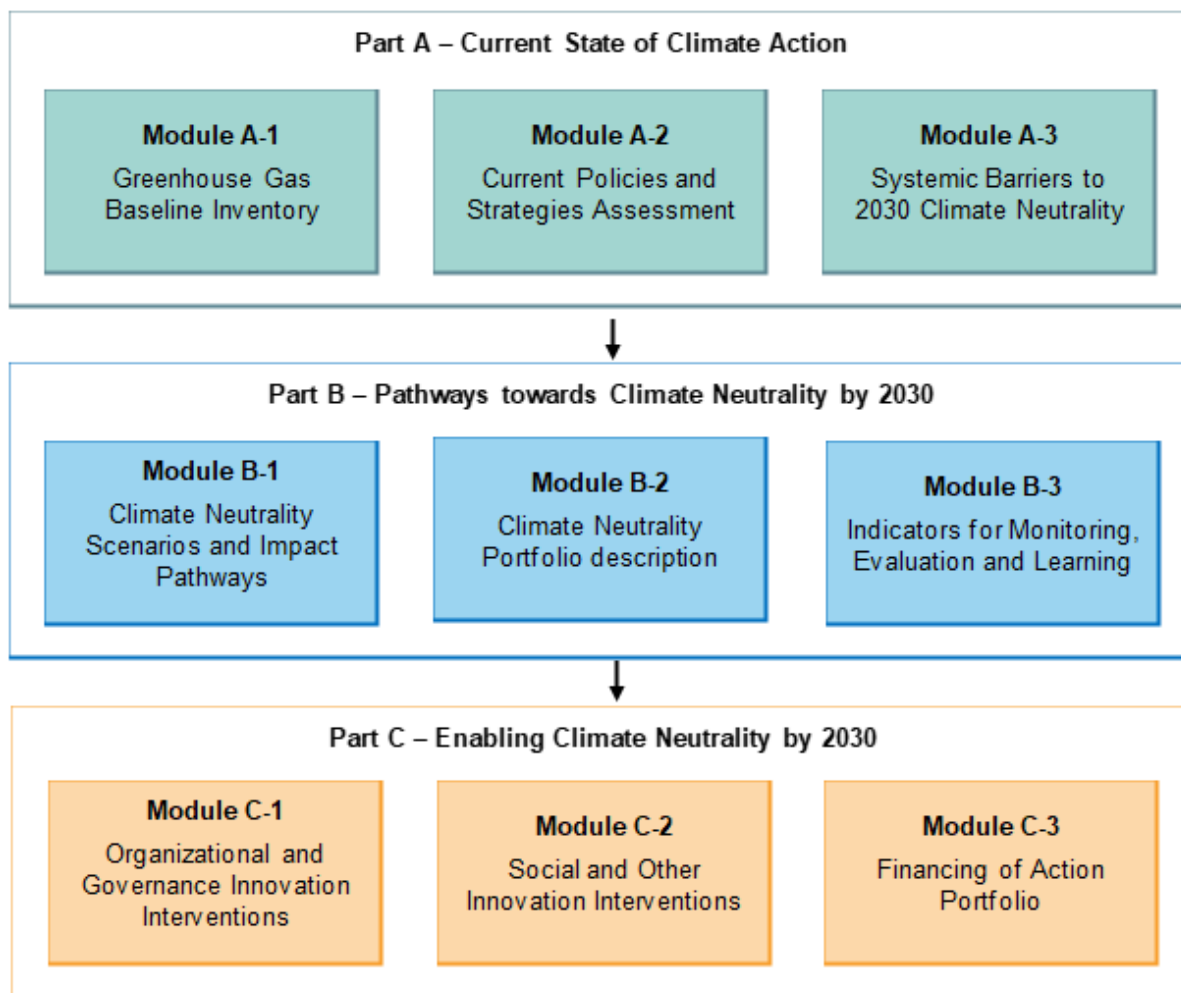 Part A – Current State of Climate Action
Module A-1
Greenhouse Gas
Baseline Inventory
Module A-2
Current Policies and
Strategies Assessment
Module A-3
Systemic Barriers to
2030 Climate Neutrality
Part B – Pathways towards Climate Neutrality by 2030
Module B-1
Climate Neutrality
Scenarios and Impact
Pathways
Module B-2
Climate Neutrality
Portfolio description
Module B-3
Indicators for Monitoring,
Evaluation and Learning
Part C – Enabling Climate Neutrality by 2030
Module C-1
Organizational and
Governance Innovation
Interventions
Module C-2
Social and Other
Innovation Interventions
Module C-3
Financing of Action
Portfolio